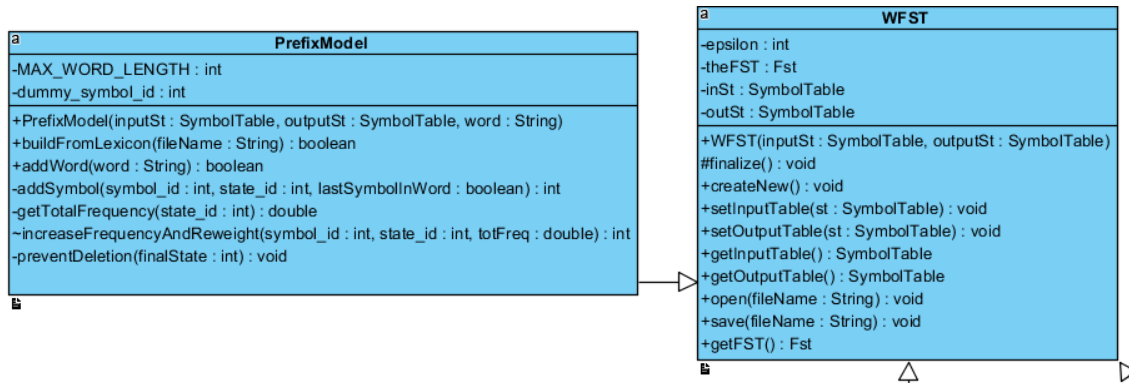 a
PrefixModel
-MAX_WORD_LENGTH : int
-dummy_symbol_id : int
+PrefixModel(inputSt : SymbolTable, outputSt : SymbolTable, word : String)
+buildFromLexicon(fileName : String) : boolean
+addWord(word : String) : boolean
-addSymbol(symbol_id : int, state_id : int, lastSymbolInWord : boolean) : int
-getTotalFrequency(state_id : int) : double
~increaseFrequencyAndReweight(symbol_id : int, state_id : int, totFreq : double) : int
-preventDeletion(finalState : int) : void
a
WFST
-epsilon : int
-theFST : Fst
-inSt : SymbolTable
-outSt : SymbolTable
+WFST(inputSt : SymbolTable, outputSt : SymbolTable)
#finalize() : void
+createNew() : void
+setInputTable(st : SymbolTable) : void
+setOutputTable(st : SymbolTable) : void
+getInputTable() : SymbolTable
+getOutputTable() : SymbolTable
+open(fileName : String) : void
+save(fileName : String) : void
+getFST() : Fst